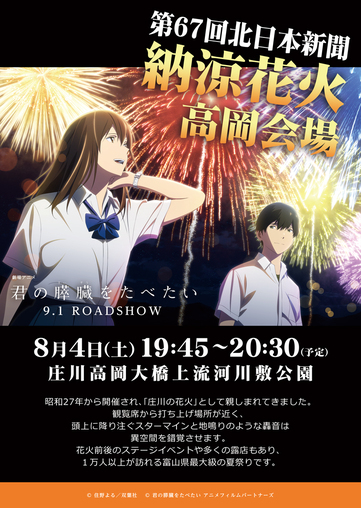 第67回北日本新聞
納涼花火
高岡会場
劇場アニメ
君の膵臓をたべたい
9.1 ROADSHOW
8月4日(土) 19:45〜20:30(予定)
庄川高岡大橋上流河川敷公園
昭和27年から開催され、「庄川の花火」として親しまれてきました。
観覧席から打ち上げ場所が近く、
頭上に降り注ぐスターマインと地鳴りのような轟音は
異空間を錯覚させます。
花火前後のステージイベントや多くの露店もあり、
1万人以上が訪れる富山県最大級の夏祭りです。
© 住野よる／双葉社 © 君の膵臓をたべたい アニメフィルムパートナーズ